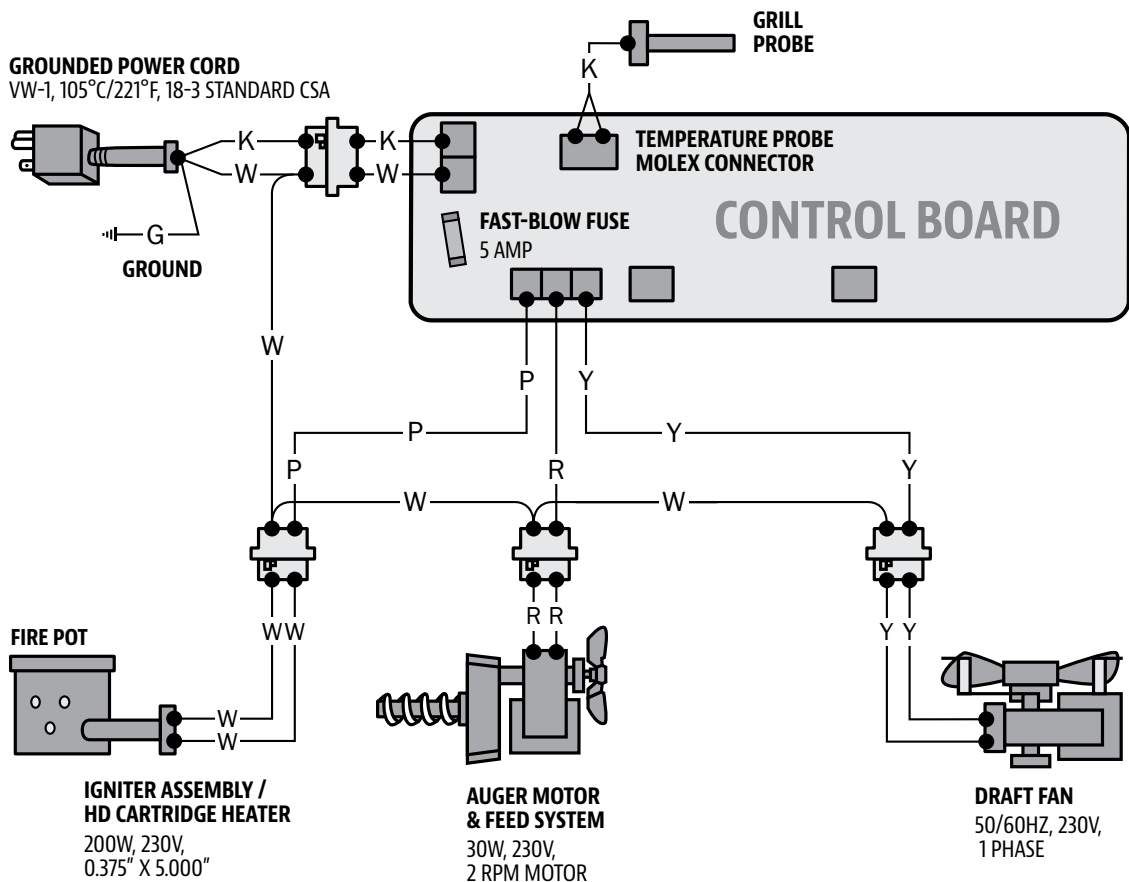 GRILL
PROBE
GROUNDED POWER CORD
VW-1, 105°C/221°F, 18-3 STANDARD CSA
K
K
K
TEMPERATURE PROBE
MOLEX CONNECTOR
W
W
CONTROL BOARD
FAST-BLOW FUSE
5 AMP
G
GROUND
W
P
Y
P
Y
P
R
Y
W
W
R R
W W
Y Y
FIRE POT
W
W
IGNITER ASSEMBLY /
HD CARTRIDGE HEATER
200W, 230V,
0.375" X 5.000"
AUGER MOTOR
& FEED SYSTEM
30W, 230V,
2 RPM MOTOR
DRAFT FAN
50/60HZ, 230V,
1 PHASE